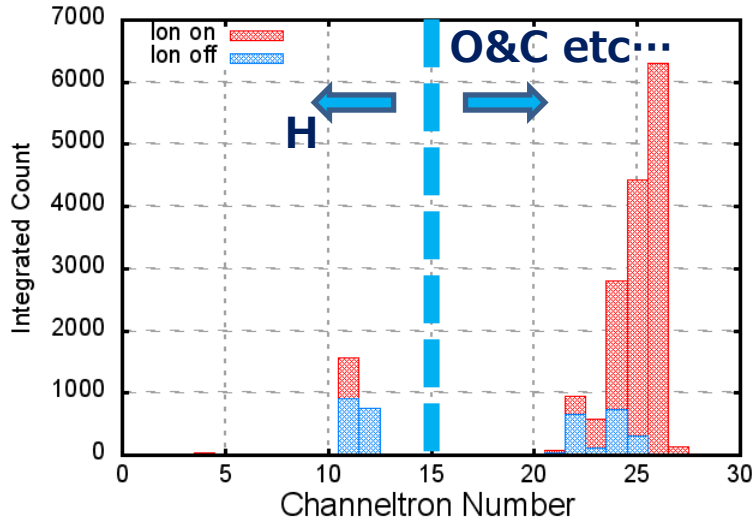 7000
6000
5000
4000
3000
2000
1000
0
Integrated Count
Ion on
Ion off
O&C etc…
H
0 5 10 15 20 25 30
Channeltron Number